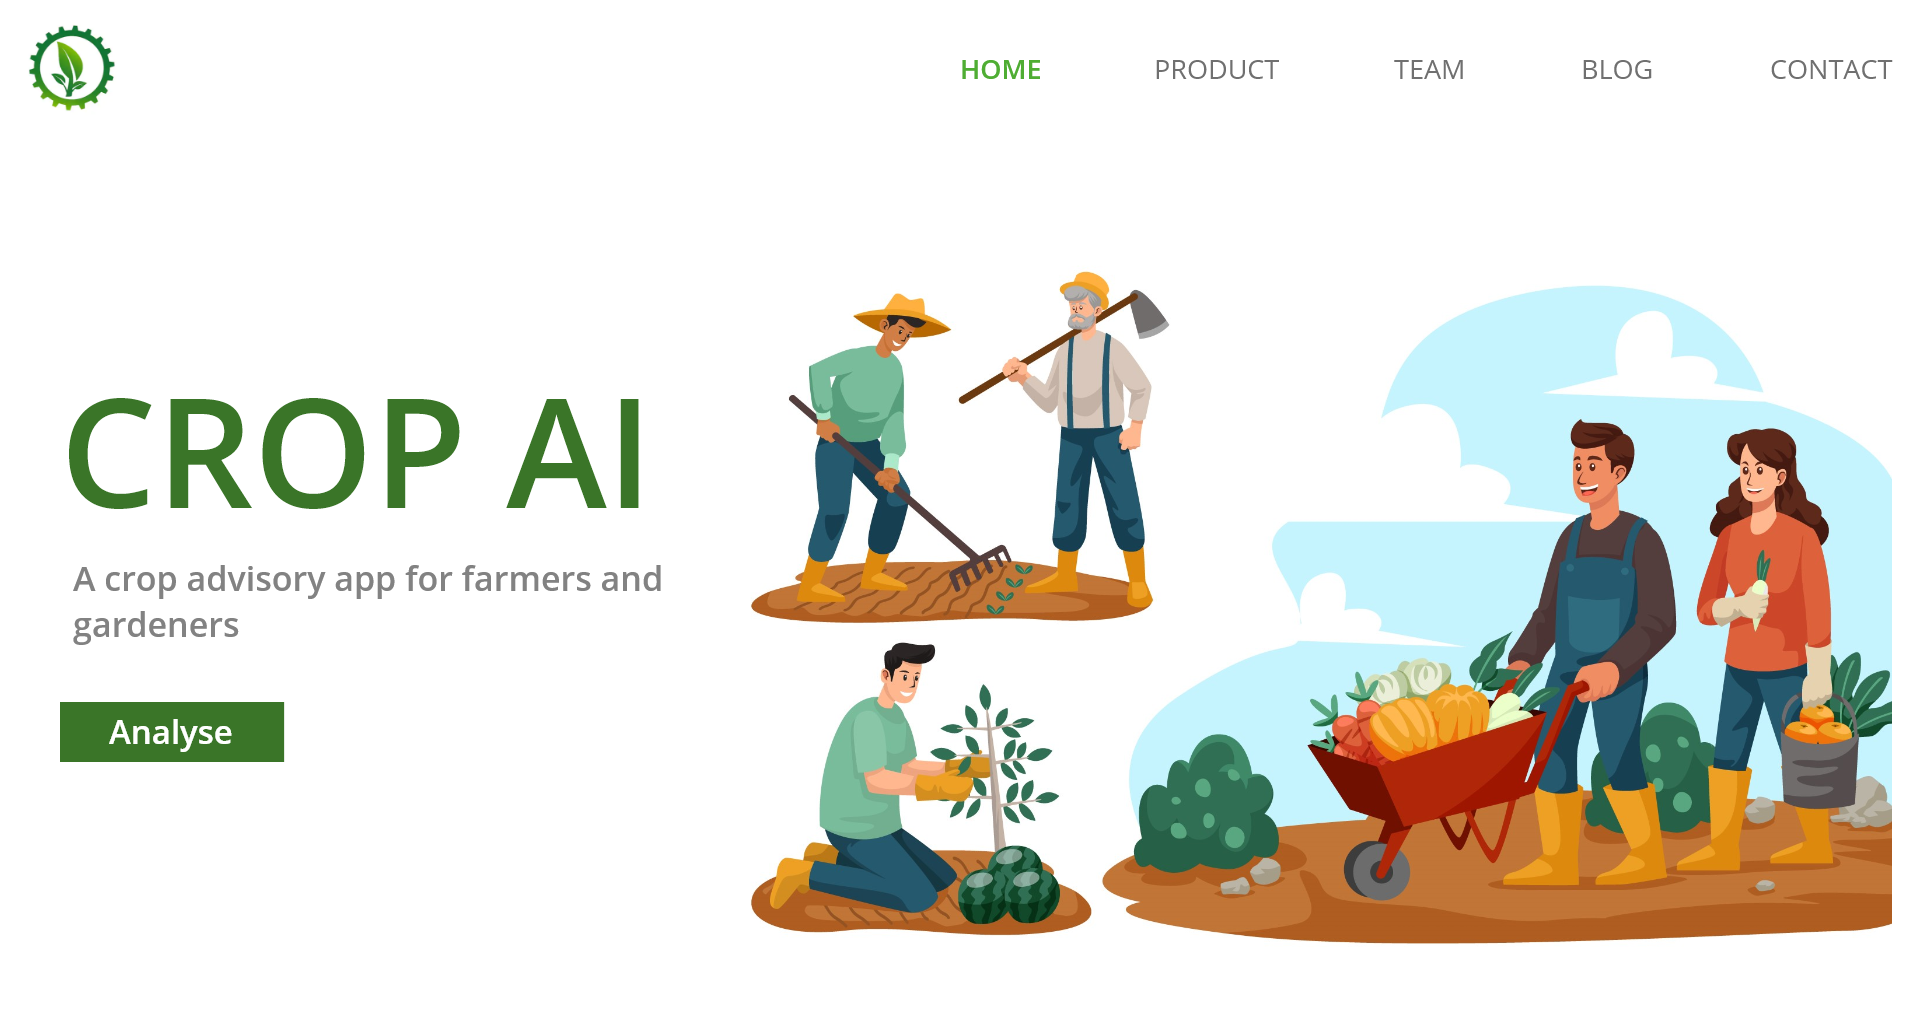 HOME PRODUCT TEAM BLOG CONTACT
CROP AI
A crop advisory app for farmers and
gardeners
Analyse